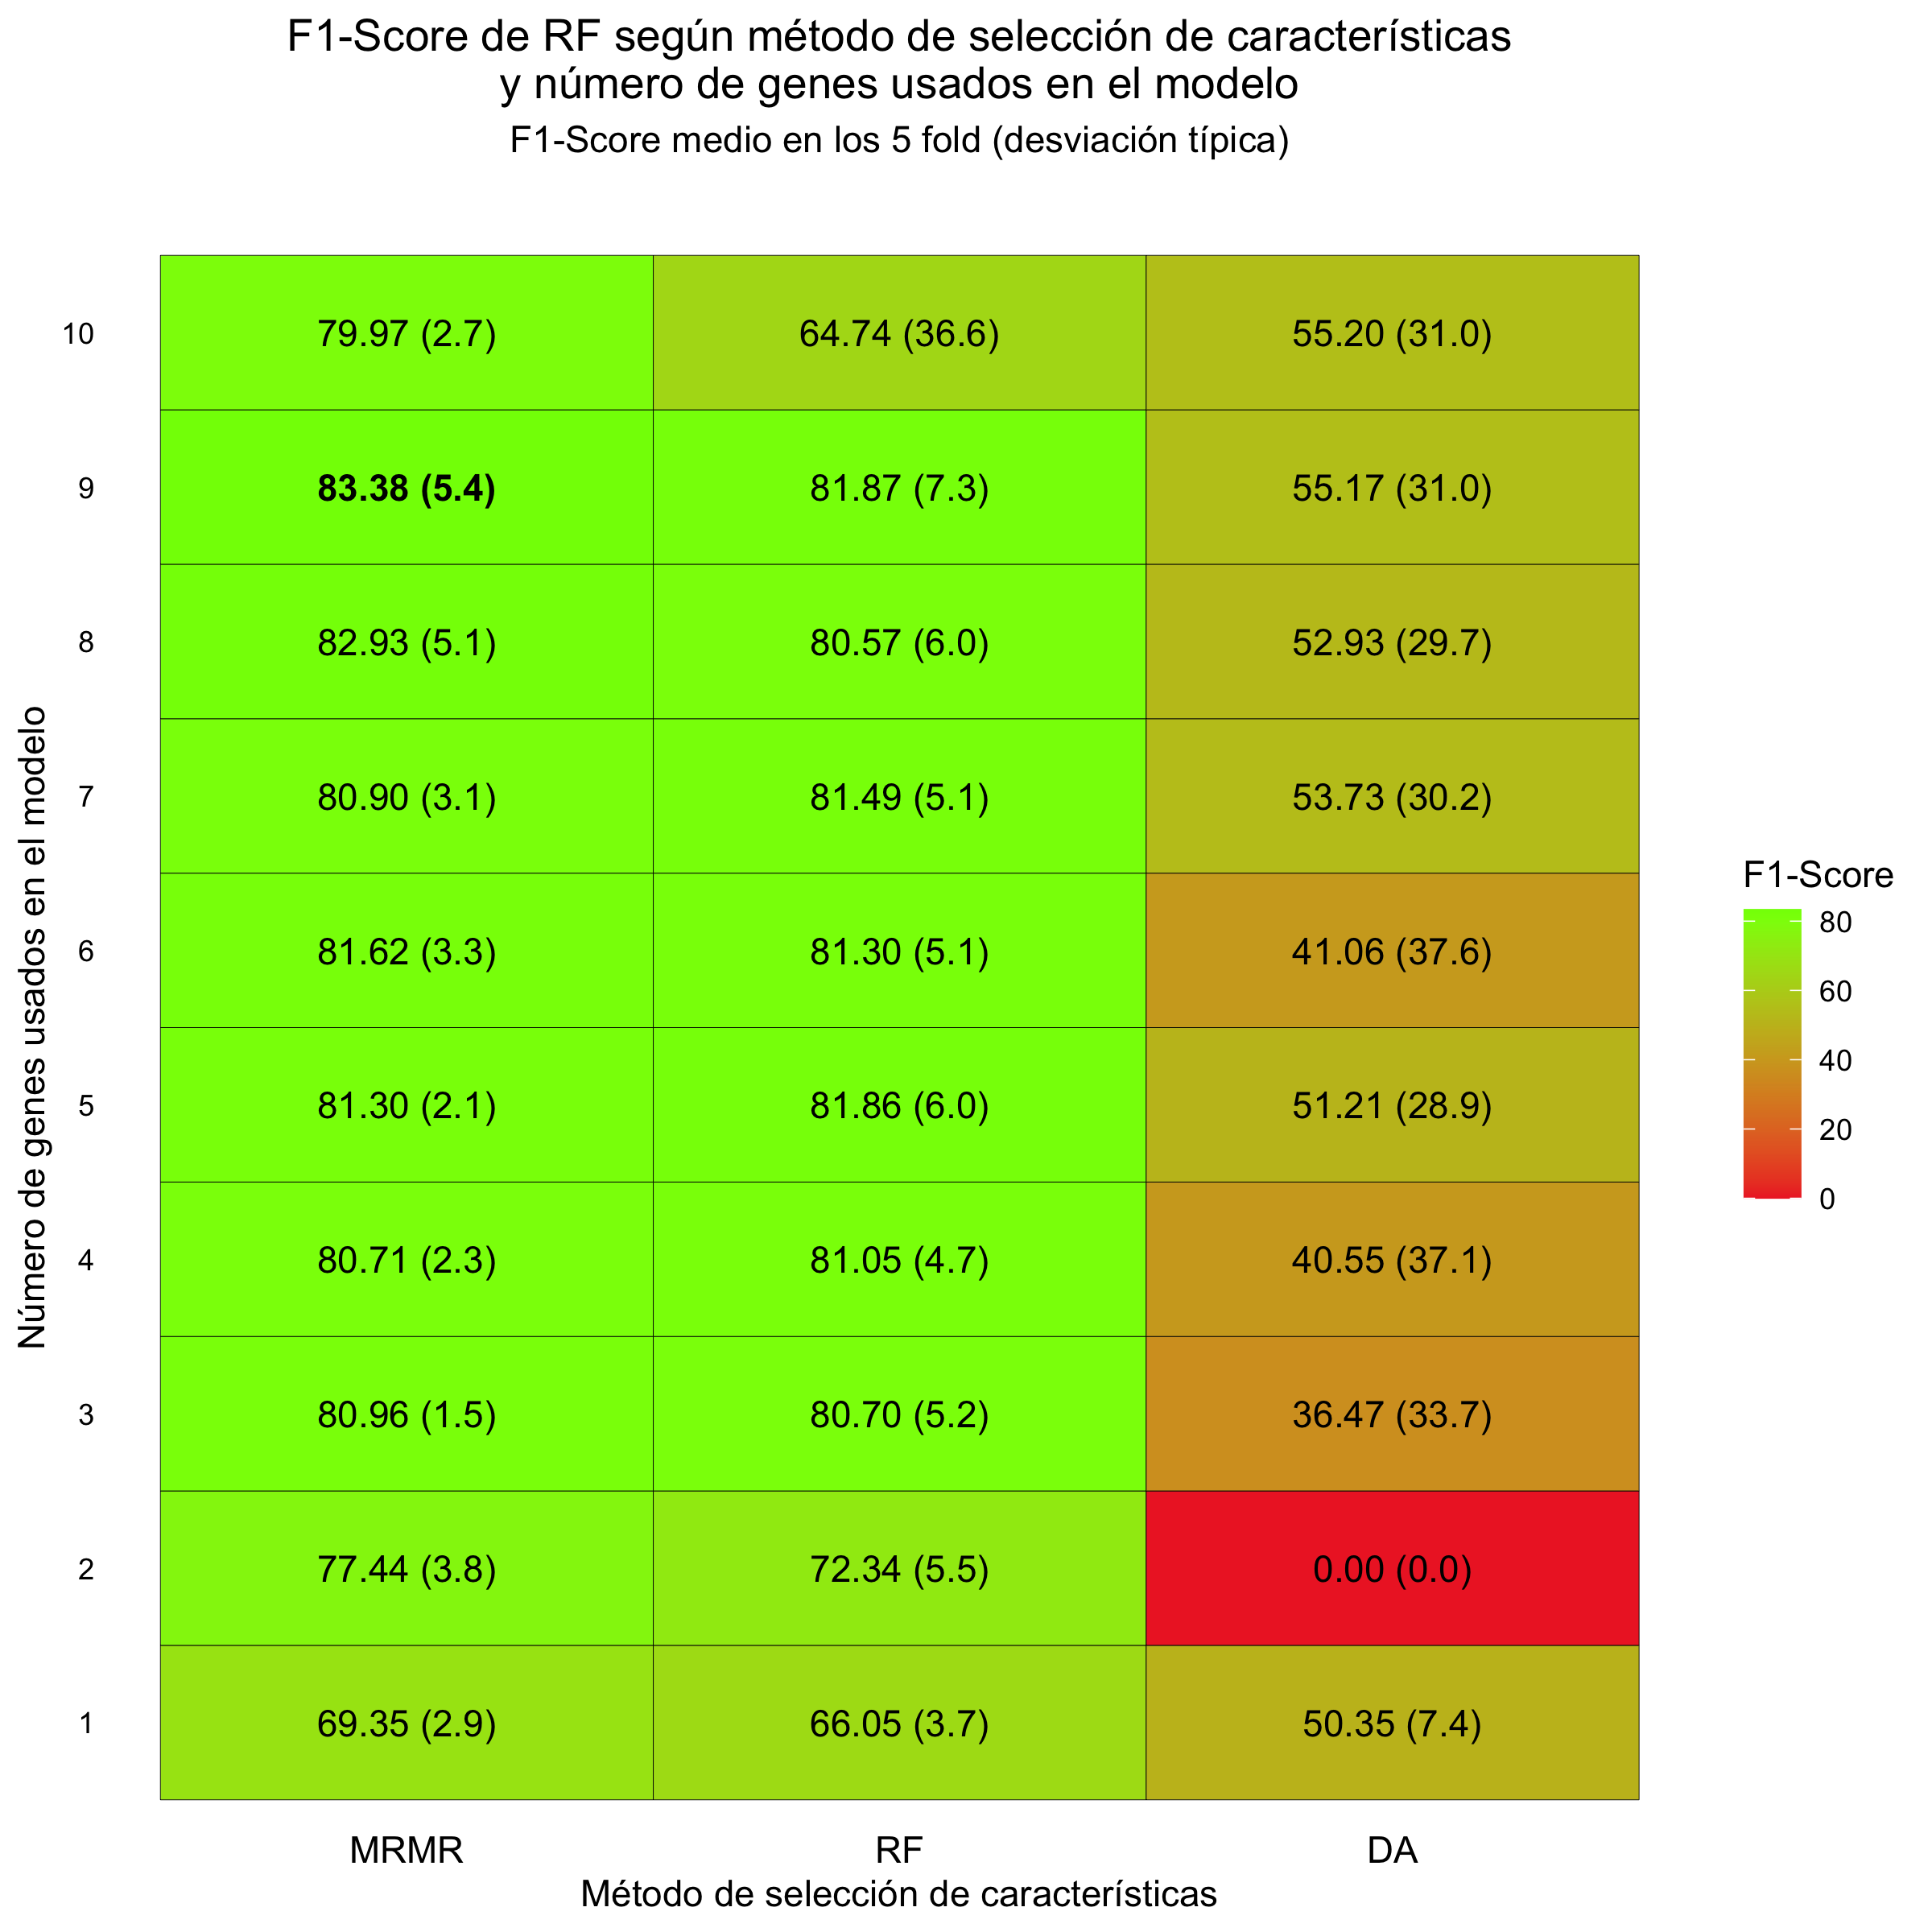 F1-Score de RF según método de selección de características
y número de genes usados en el modelo
F1-Score medio en los 5 fold (desviación típica)
Número de genes usados en el modelo
10 79.97 (2.7) 64.74 (36.6) 55.20 (31.0)
9 83.38 (5.4) 81.87 (7.3) 55.17 (31.0)
8 82.93 (5.1) 80.57 (6.0) 52.93 (29.7)
7 80.90 (3.1) 81.49 (5.1) 53.73 (30.2)
6 81.62 (3.3) 81.30 (5.1) 41.06 (37.6)
5 81.30 (2.1) 81.86 (6.0) 51.21 (28.9)
4 80.71 (2.3) 81.05 (4.7) 40.55 (37.1)
3 80.96 (1.5) 80.70 (5.2) 36.47 (33.7)
2 77.44 (3.8) 72.34 (5.5) 0.00 (0.0)
1 69.35 (2.9) 66.05 (3.7) 50.35 (7.4)
MRMR RF DA
Método de selección de características
F1-Score
80
60
40
20
0